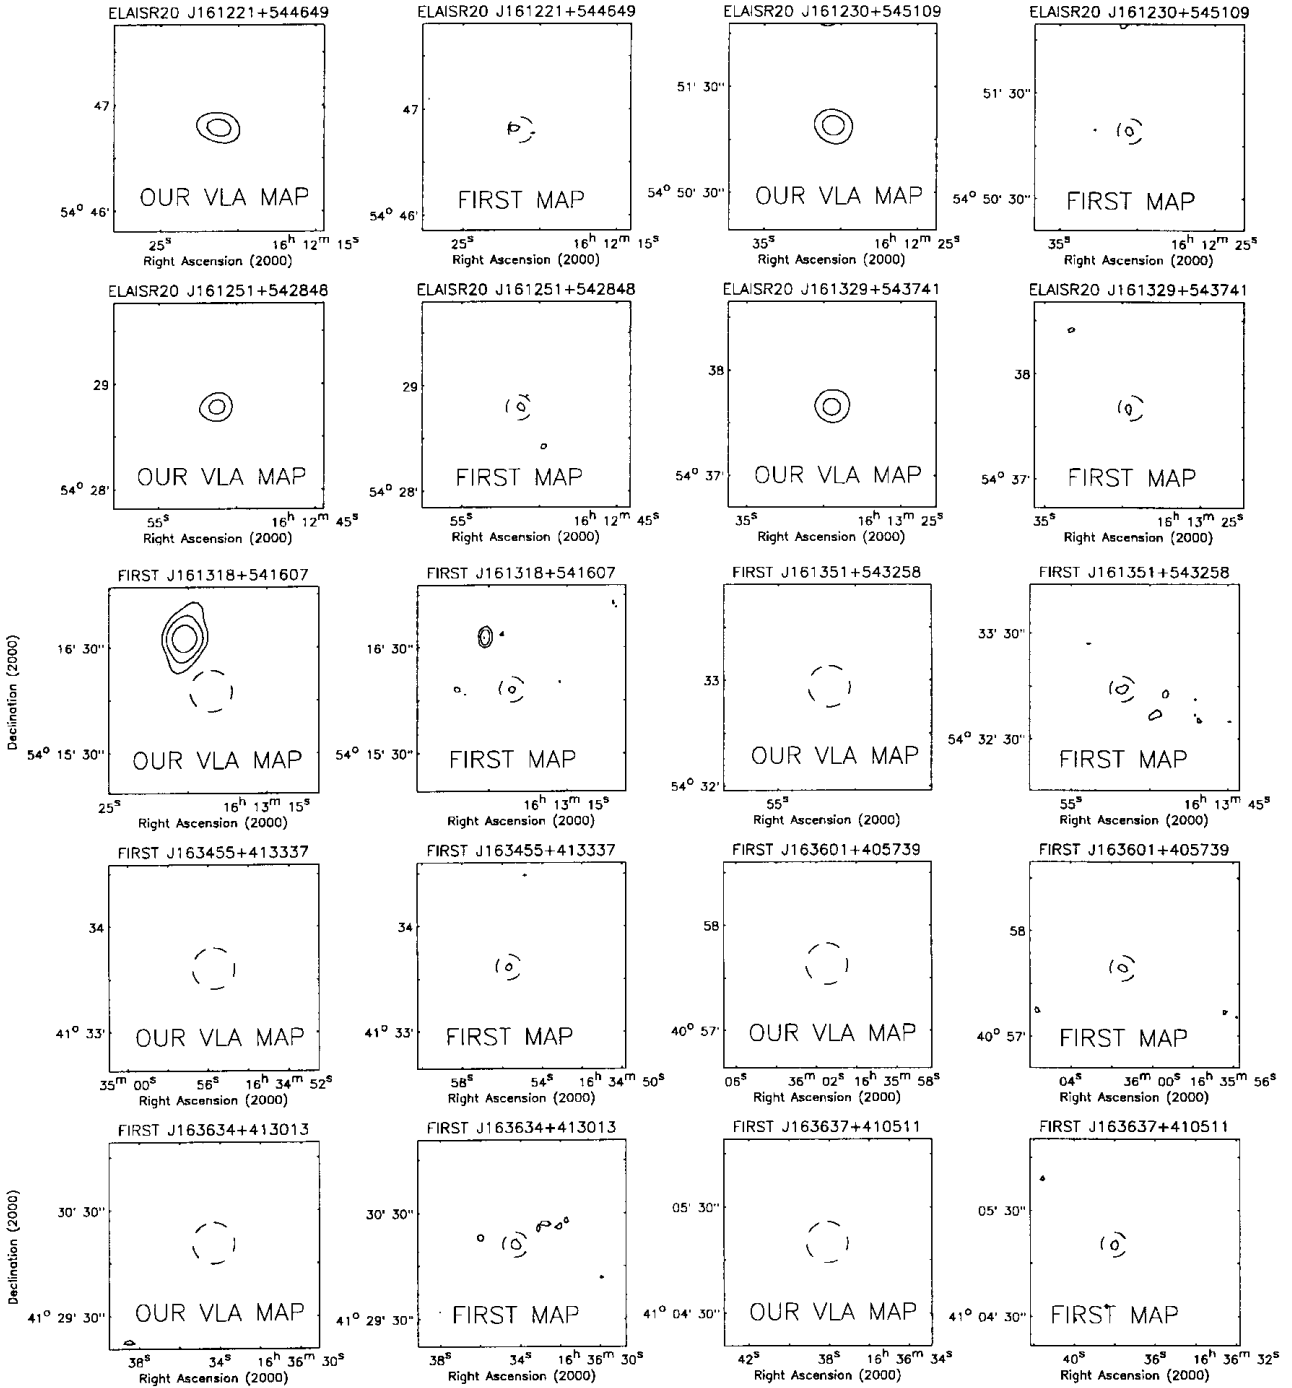 ELAISR20 J161221+544649
47
54° 46'
OUR VLA MAP
25ˢ 16ʰ 12ᵐ 15ˢ
Right Ascension (2000)
ELAISR20 J161221+544649
47
54° 46'
FIRST MAP
25ˢ 16ʰ 12ᵐ 15ˢ
Right Ascension (2000)
ELAISR20 J161230+545109
51' 30"
54° 50' 30"
OUR VLA MAP
35ˢ 16ʰ 12ᵐ 25ˢ
Right Ascension (2000)
ELAISR20 J161230+545109
51' 30"
54° 50' 30"
FIRST MAP
35ˢ 16ʰ 12ᵐ 25ˢ
Right Ascension (2000)
ELAISR20 J161251+542848
29
54° 28'
OUR VLA MAP
55ˢ 16ʰ 12ᵐ 45ˢ
Right Ascension (2000)
ELAISR20 J161251+542848
29
54° 28'
FIRST MAP
55ˢ 16ʰ 12ᵐ 45ˢ
Right Ascension (2000)
ELAISR20 J161329+543741
38
54° 37'
OUR VLA MAP
35ˢ 16ʰ 13ᵐ 25ˢ
Right Ascension (2000)
ELAISR20 J161329+543741
38
54° 37'
FIRST MAP
35ˢ 16ʰ 13ᵐ 25ˢ
Right Ascension (2000)
Declination (2000)
FIRST J161318+541607
16' 30"
54° 15' 30"
OUR VLA MAP
25ˢ 16ʰ 13ᵐ 15ˢ
Right Ascension (2000)
FIRST J161318+541607
16' 30"
54° 15' 30"
FIRST MAP
16ʰ 13ᵐ 15ˢ
Right Ascension (2000)
FIRST J161351+543258
33
54° 32'
OUR VLA MAP
55ˢ
Right Ascension (2000)
FIRST J161351+543258
33' 30"
54° 32' 30"
FIRST MAP
55ˢ 16ʰ 13ᵐ 45ˢ
Right Ascension (2000)
FIRST J163455+413337
34
41° 33'
OUR VLA MAP
35ᵐ 00ˢ 56ˢ 16ʰ 34ᵐ 52ˢ
Right Ascension (2000)
FIRST J163455+413337
34
41° 33'
FIRST MAP
58ˢ 54ˢ 16ʰ 34ᵐ 50ˢ
Right Ascension (2000)
FIRST J163601+405739
58
40° 57'
OUR VLA MAP
06ˢ 36ᵐ 02ˢ 16ʰ 35ᵐ 58ˢ
Right Ascension (2000)
FIRST J163601+405739
58
40° 57'
FIRST MAP
04ˢ 36ᵐ 00ˢ 16ʰ 35ᵐ 56ˢ
Right Ascension (2000)
Declination (2000)
FIRST J163634+413013
30' 30"
41° 29' 30"
OUR VLA MAP
38ˢ 34ˢ 16ʰ 36ᵐ 30ˢ
Right Ascension (2000)
FIRST J163634+413013
30' 30"
41° 29' 30"
FIRST MAP
38ˢ 34ˢ 16ʰ 36ᵐ 30ˢ
Right Ascension (2000)
FIRST J163637+410511
05' 30"
41° 04' 30"
OUR VLA MAP
42ˢ 38ˢ 16ʰ 36ᵐ 34ˢ
Right Ascension (2000)
FIRST J163637+410511
05' 30"
41° 04' 30"
FIRST MAP
40ˢ 36ˢ 16ʰ 36ᵐ 32ˢ
Right Ascension (2000)